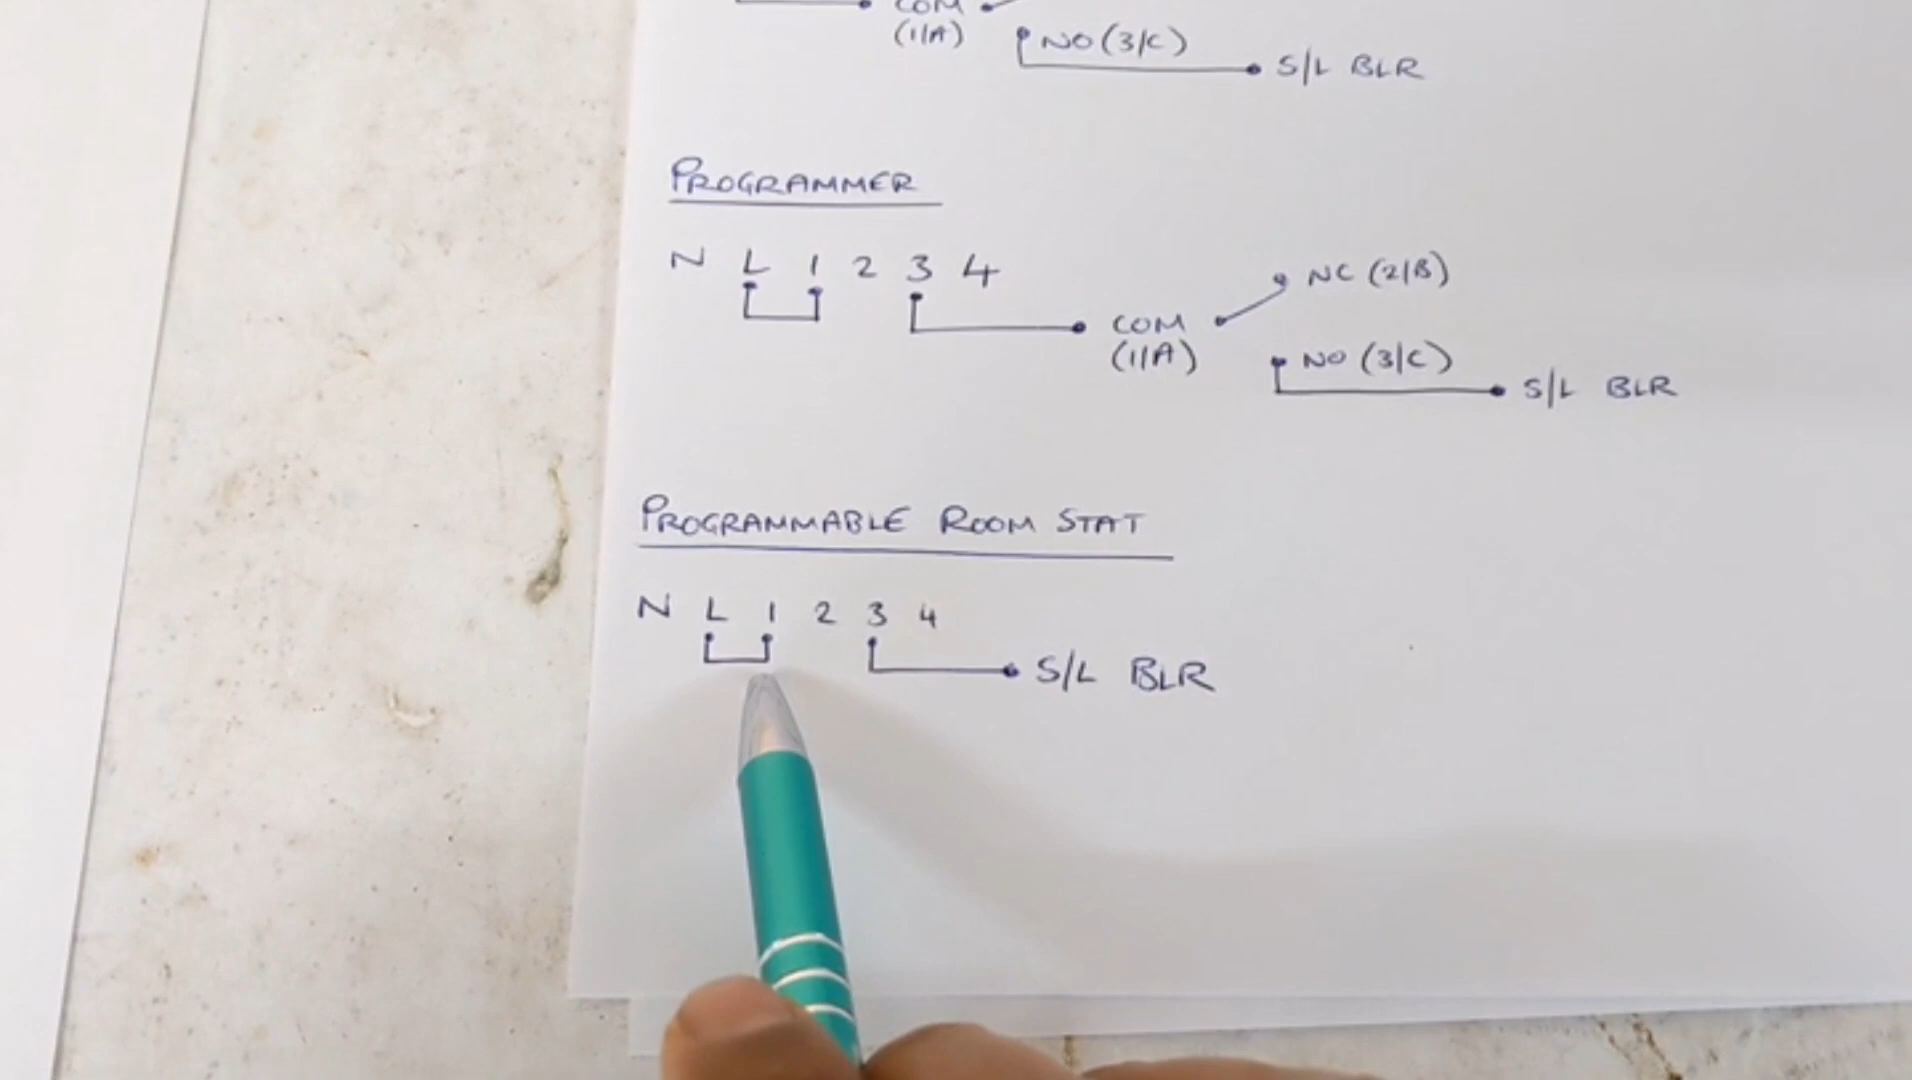 COM
(1/A) NO (3/C)
S/L BLR
PROGRAMMER
N L 1 2 3 4
NC (2/B)
COM
(1/A) NO (3/C)
S/L BLR
PROGRAMMABLE ROOM STAT
N L 1 2 3 4
S/L BLR